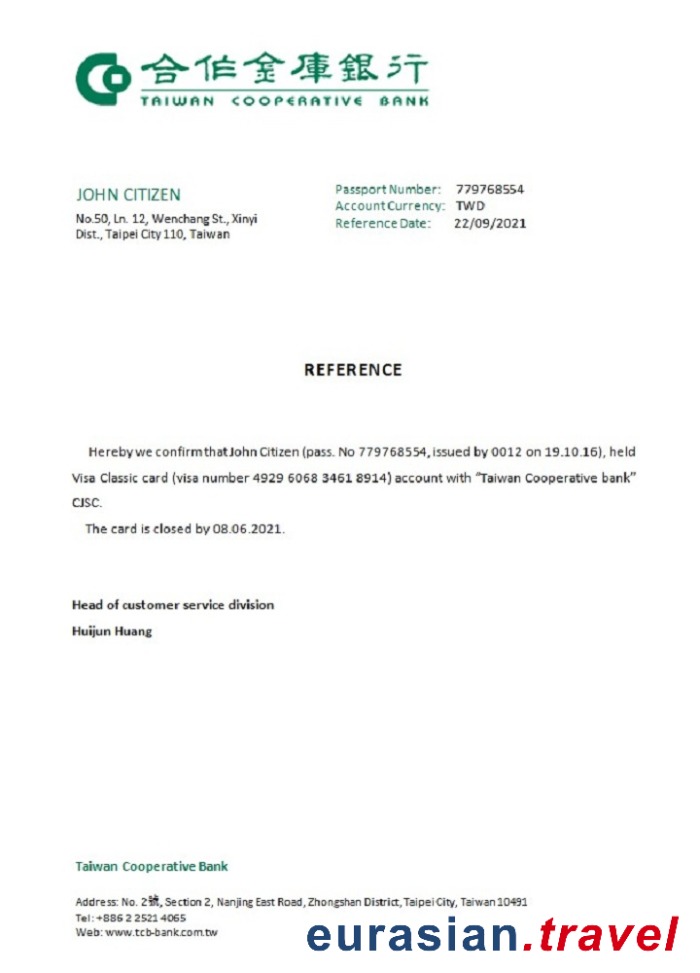 合作金庫銀行
TAIWAN COOPERATIVE BANK
JOHN CITIZEN
No.50, Ln. 12, Wenchang St., Xinyi
Dist., Taipei City 110, Taiwan
Passport Number: 779768554
Account Currency: TWD
Reference Date: 22/09/2021
REFERENCE
Hereby we confirm that John Citizen (pass. No 779768554, issued by 0012 on 19.10.16), held
Visa Classic card (visa number 4929 6068 3461 8914) account with “Taiwan Cooperative bank”
CJSC.
The card is closed by 08.06.2021.
Head of customer service division
Huijun Huang
Taiwan Cooperative Bank
Address: No. 2號, Section 2, Nanjing East Road, Zhongshan District, Taipei City, Taiwan 10491
Tel: +886 2 2521 4065
Web: www.tcb-bank.com.tw
eurasian.travel